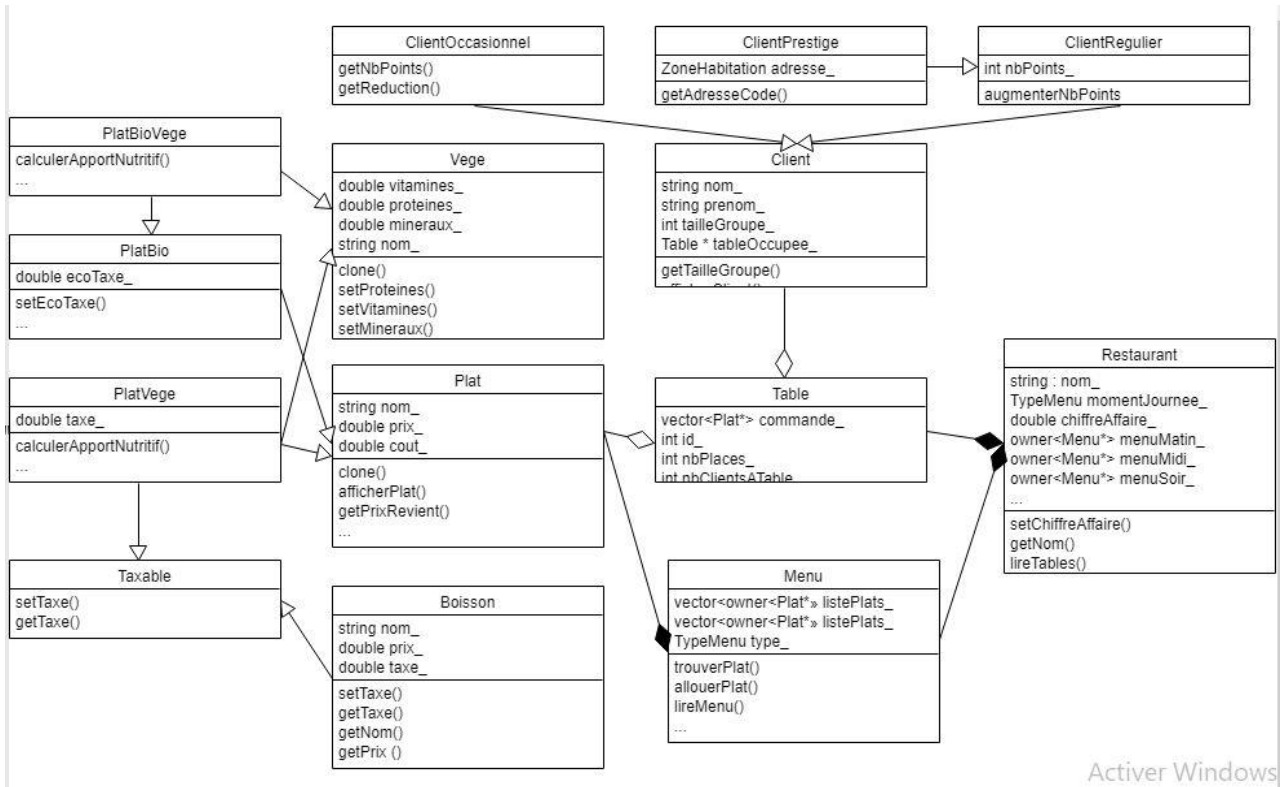 ClientOccasionnel
getNbPoints()
getReduction()
ClientPrestige
ZoneHabitation adresse_
getAdresseCode()
ClientRegulier
int nbPoints_
augmenterNbPoints
PlatBioVege
calculerApportNutritif()
...
Vege
double vitamines_
double proteines_
double mineraux_
string nom_
clone()
setProteines()
setVitamines()
setMineraux()
Client
string nom_
string prenom_
int tailleGroupe_
Table * tableOccupee_
getTailleGroupe()
PlatBio
double ecoTaxe_
setEcoTaxe()
...
PlatVege
double taxe_
calculerApportNutritif()
...
Plat
string nom_
double prix_
double cout_
clone()
afficherPlat()
getPrixRevient()
...
Table
vector<Plat*> commande_
int id_
int nbPlaces_
int nbClientsATable
Restaurant
string : nom_
TypeMenu momentJournee_
double chiffreAffaire_
owner<Menu*> menuMatin_
owner<Menu*> menuMidi_
owner<Menu*> menuSoir_
...
setChiffreAffaire()
getNom()
lireTables()
Taxable
setTaxe()
getTaxe()
Boisson
string nom_
double prix_
double taxe_
setTaxe()
getTaxe()
getNom()
getPrix ()
Menu
vector<owner<Plat*» listePlats_
vector<owner<Plat*» listePlats_
TypeMenu type_
trouverPlat()
allouerPlat()
lireMenu()
...
Activer Windows